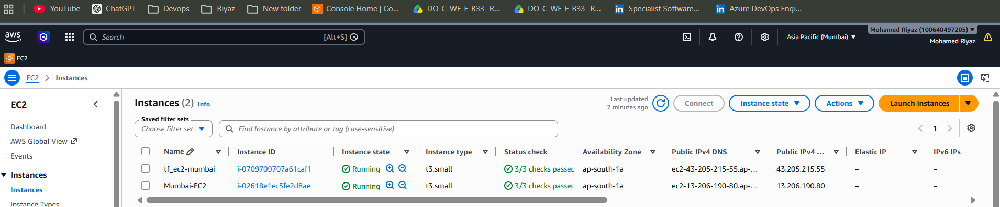 YouTube ChatGPT Devops Riyaz New folder Console Home | Co... DO-C-WE-E-B33- R... DO-C-WE-E-B33- R... Specialist Software... Azure DevOps Engi...
aws Search [Alt+S] Asia Pacific (Mumbai) Mohamed Riyaz (100640497205)
Mohamed Riyaz
EC2
EC2 Instances
EC2
Dashboard
AWS Global View
Events
Instances
Instances
Instance Types
Instances (2) Info
Last updated
7 minutes ago
Connect Instance state Actions Launch instances
Saved filter sets
Choose filter set Find Instance by attribute or tag (case-sensitive) 1
Name Instance ID Instance state Instance type Status check Availability Zone Public IPv4 DNS Public IPv4 ... Elastic IP IPv6 IPs
tf_ec2-mumbai i-0709709707a61caf1 Running t3.small 3/3 checks passec ap-south-1a ec2-43-205-215-55.ap-... 43.205.215.55 – –
Mumbai-EC2 i-02618e1ec5fe2d8ae Running t3.small 3/3 checks passec ap-south-1a ec2-13-206-190-80.ap-... 13.206.190.80 – –